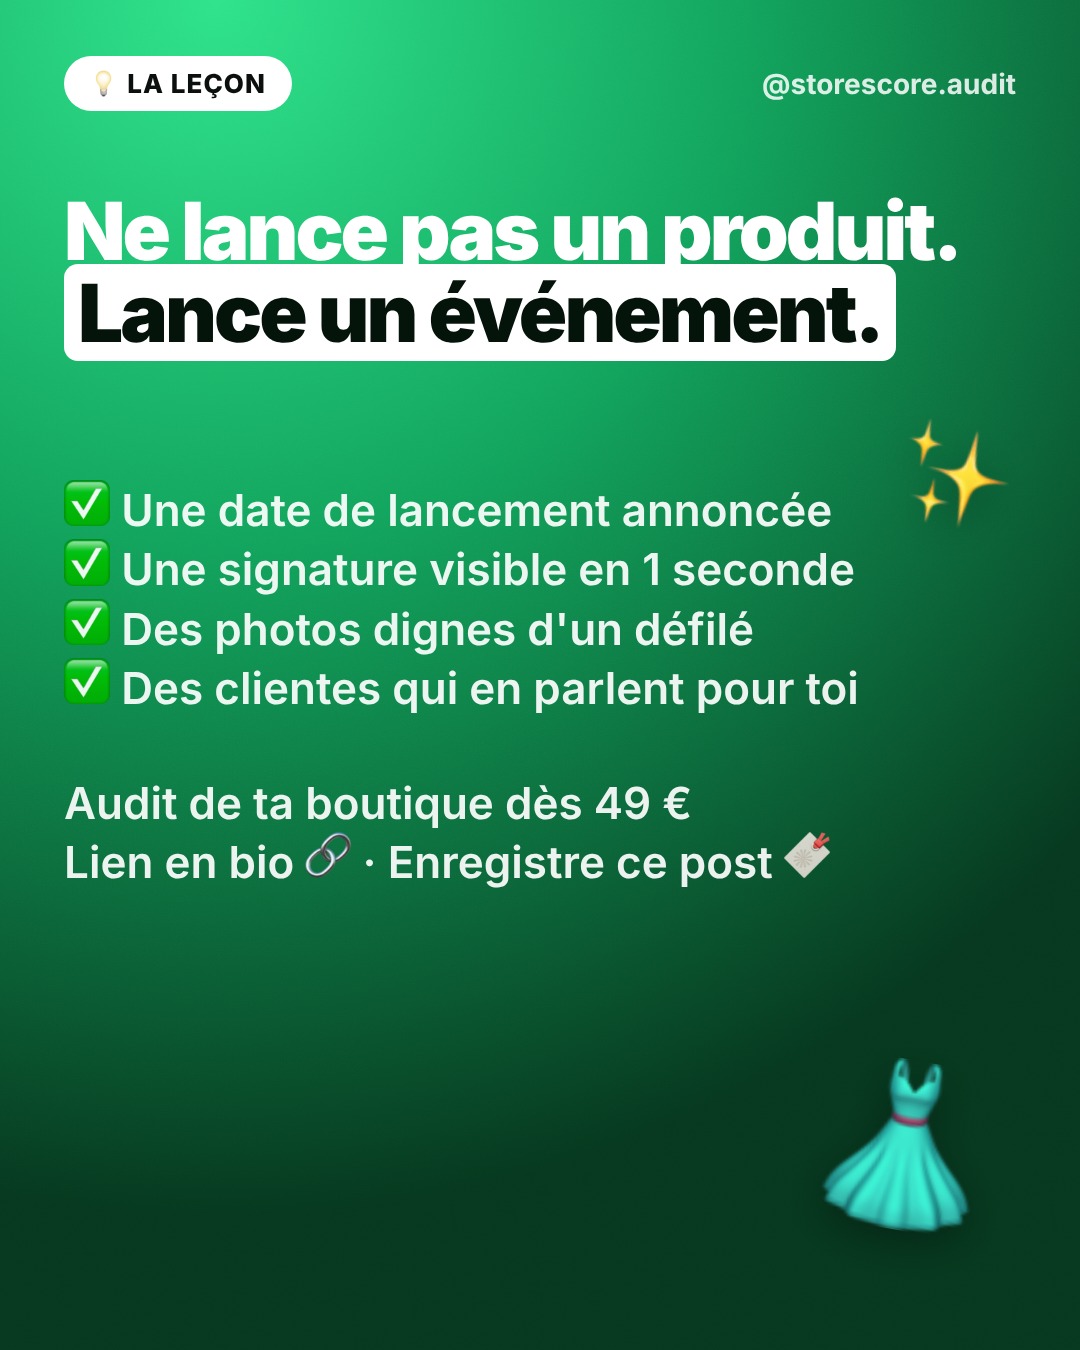 💡 LA LEÇON
@storescore.audit
Ne lance pas un produit.
Lance un événement.
✅ Une date de lancement annoncée
✅ Une signature visible en 1 seconde
✅ Des photos dignes d'un défilé
✅ Des clientes qui en parlent pour toi
Audit de ta boutique dès 49 €
Lien en bio 🔗 · Enregistre ce post 🔖